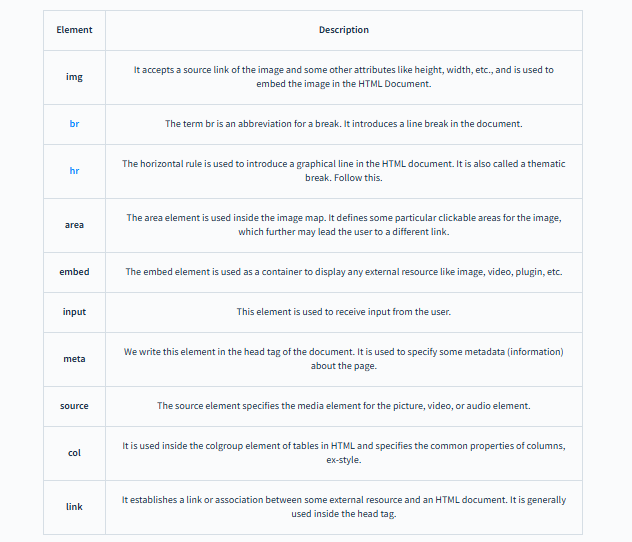 Element Description
img It accepts a source link of the image and some other attributes like height, width, etc., and is used to
embed the image in the HTML Document.
br The term br is an abbreviation for a break. It introduces a line break in the document.
hr The horizontal rule is used to introduce a graphical line in the HTML document. It is also called a thematic
break. Follow this.
area The area element is used inside the image map. It defines some particular clickable areas for the image,
which further may lead the user to a different link.
embed The embed element is used as a container to display any external resource like image, video, plugin, etc.
input This element is used to receive input from the user.
meta We write this element in the head tag of the document. It is used to specify some metadata (information)
about the page.
source The source element specifies the media element for the picture, video, or audio element.
col It is used inside the colgroup element of tables in HTML and specifies the common properties of columns,
ex-style.
link It establishes a link or association between some external resource and an HTML document. It is generally
used inside the head tag.